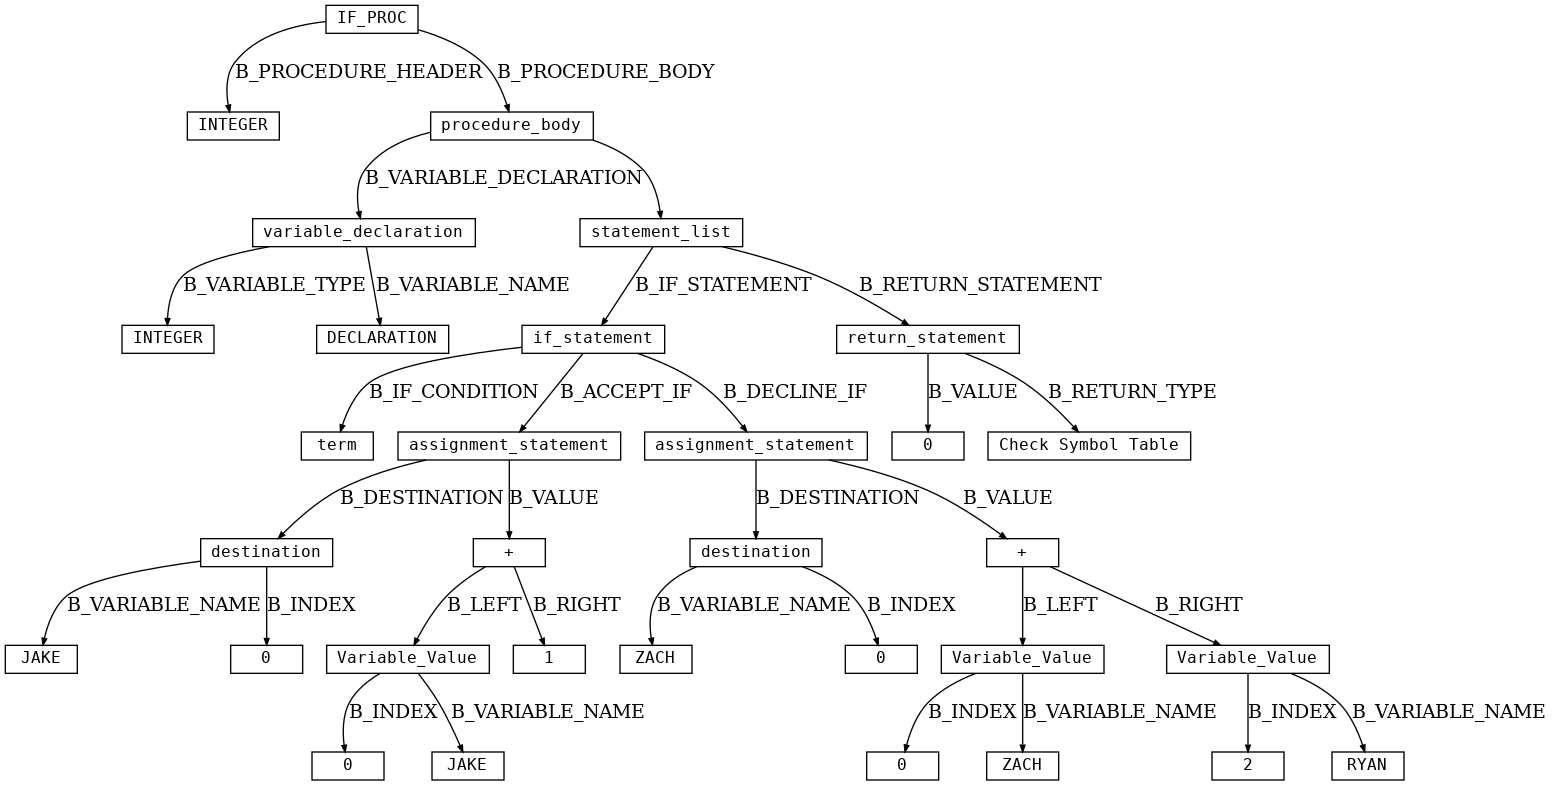 IF_PROC
B_PROCEDURE_HEADER B_PROCEDURE_BODY
INTEGER procedure_body
B_VARIABLE_DECLARATION
variable_declaration statement_list
B_VARIABLE_TYPE B_VARIABLE_NAME B_IF_STATEMENT B_RETURN_STATEMENT
INTEGER DECLARATION if_statement return_statement
B_IF_CONDITION B_ACCEPT_IF B_DECLINE_IF B_VALUE B_RETURN_TYPE
term assignment_statement assignment_statement 0 Check Symbol Table
B_DESTINATION B_VALUE B_DESTINATION B_VALUE
destination + destination +
B_VARIABLE_NAME B_INDEX B_LEFT B_RIGHT B_VARIABLE_NAME B_INDEX B_LEFT B_RIGHT
JAKE 0 Variable_Value 1 ZACH 0 Variable_Value Variable_Value
B_INDEX B_VARIABLE_NAME B_INDEX B_VARIABLE_NAME B_INDEX B_VARIABLE_NAME
0 JAKE 0 ZACH 2 RYAN